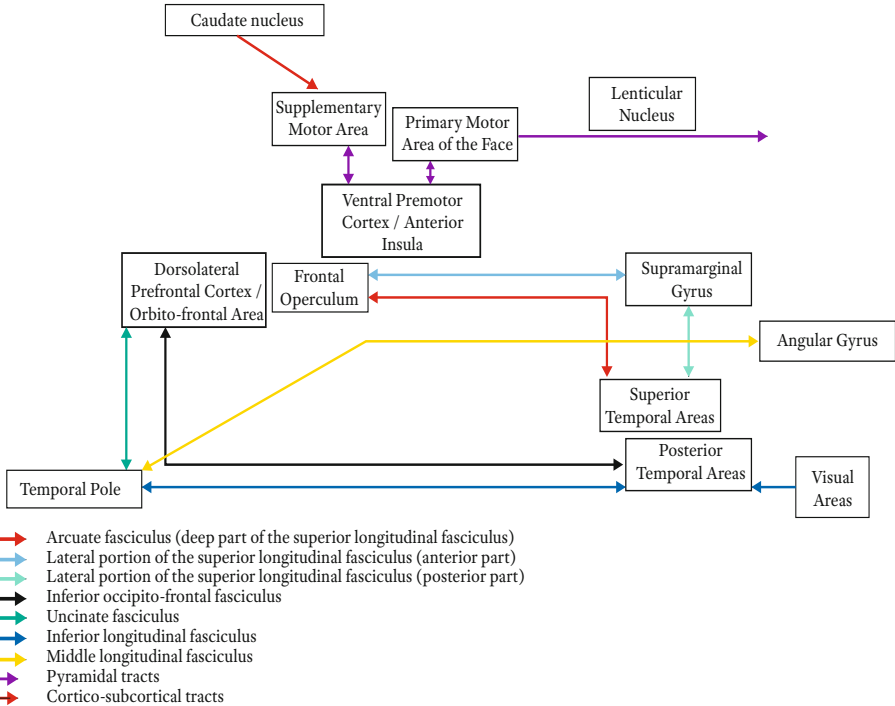 Caudate nucleus
Supplementary
Motor Area
Primary Motor
Area of the Face
Lenticular
Nucleus
Ventral Premotor
Cortex / Anterior
Insula
Dorsolateral
Prefrontal Cortex /
Orbito-frontal Area
Frontal
Operculum
Supramarginal
Gyrus
Angular Gyrus
Superior
Temporal Areas
Posterior
Temporal Areas
Temporal Pole
Visual
Areas
Arcuate fasciculus (deep part of the superior longitudinal fasciculus)
Lateral portion of the superior longitudinal fasciculus (anterior part)
Lateral portion of the superior longitudinal fasciculus (posterior part)
Inferior occipito-frontal fasciculus
Uncinate fasciculus
Inferior longitudinal fasciculus
Middle longitudinal fasciculus
Pyramidal tracts
Cortico-subcortical tracts